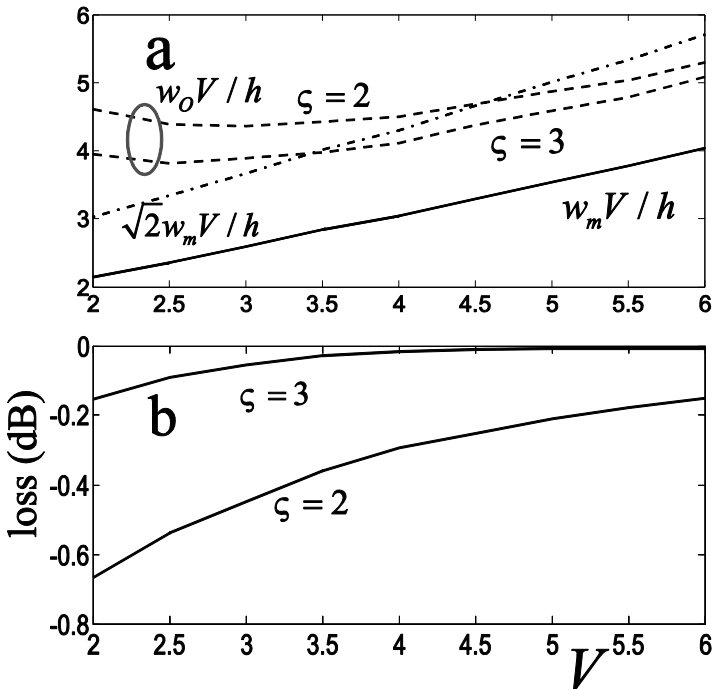 6
a
w_O V / h
ς = 2
5
4
ς = 3
3
√2 w_m V / h
w_m V / h
2
2 2.5 3 3.5 4 4.5 5 5.5 6
0
-0.2
ς = 3
b
loss (dB)
-0.4
ς = 2
-0.6
-0.8
2 2.5 3 3.5 4 4.5 5 5.5 6
V